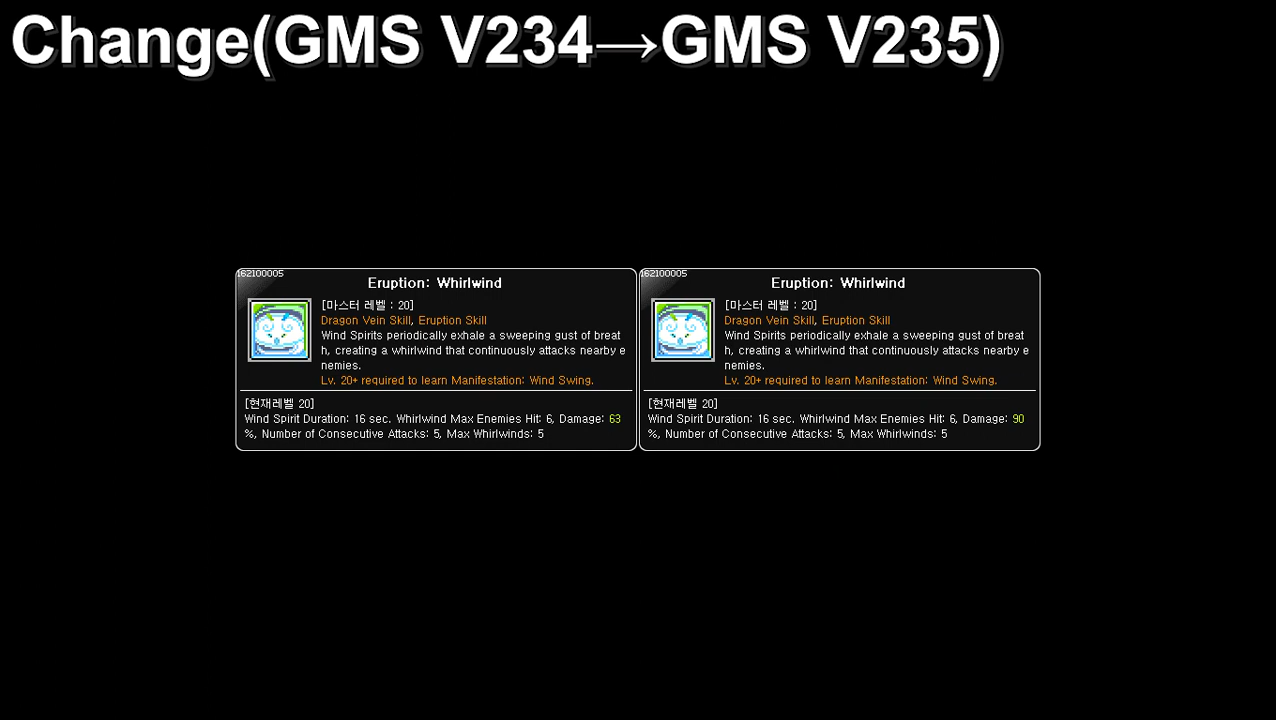 Change(GMS V234→GMS V235)
162100005
Eruption: Whirlwind
[마스터 레벨 : 20]
Dragon Vein Skill, Eruption Skill
Wind Spirits periodically exhale a sweeping gust of breat
h, creating a whirlwind that continuously attacks nearby e
nemies.
Lv. 20+ required to learn Manifestation: Wind Swing.
[현재레벨 20]
Wind Spirit Duration: 16 sec. Whirlwind Max Enemies Hit: 6, Damage: 63
%, Number of Consecutive Attacks: 5, Max Whirlwinds: 5
162100005
Eruption: Whirlwind
[마스터 레벨 : 20]
Dragon Vein Skill, Eruption Skill
Wind Spirits periodically exhale a sweeping gust of breat
h, creating a whirlwind that continuously attacks nearby e
nemies.
Lv. 20+ required to learn Manifestation: Wind Swing.
[현재레벨 20]
Wind Spirit Duration: 16 sec. Whirlwind Max Enemies Hit: 6, Damage: 90
%, Number of Consecutive Attacks: 5, Max Whirlwinds: 5